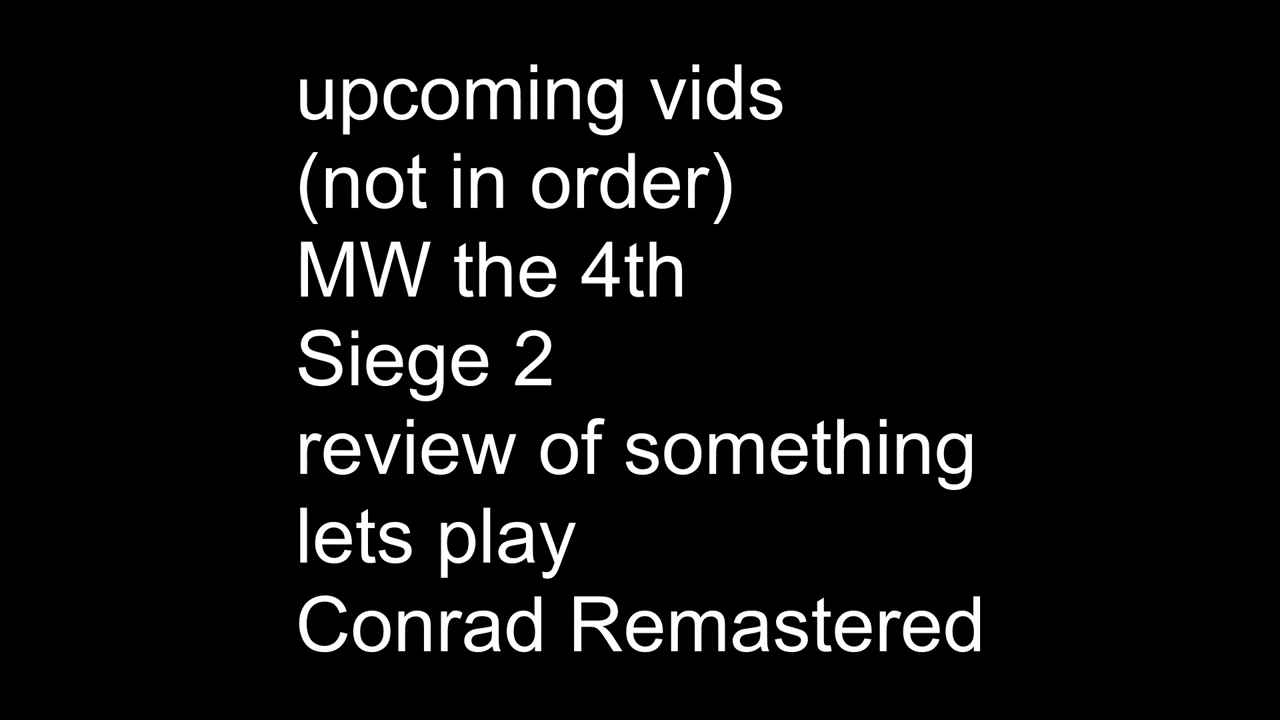 upcoming vids
(not in order)
MW the 4th
Siege 2
review of something
lets play
Conrad Remastered